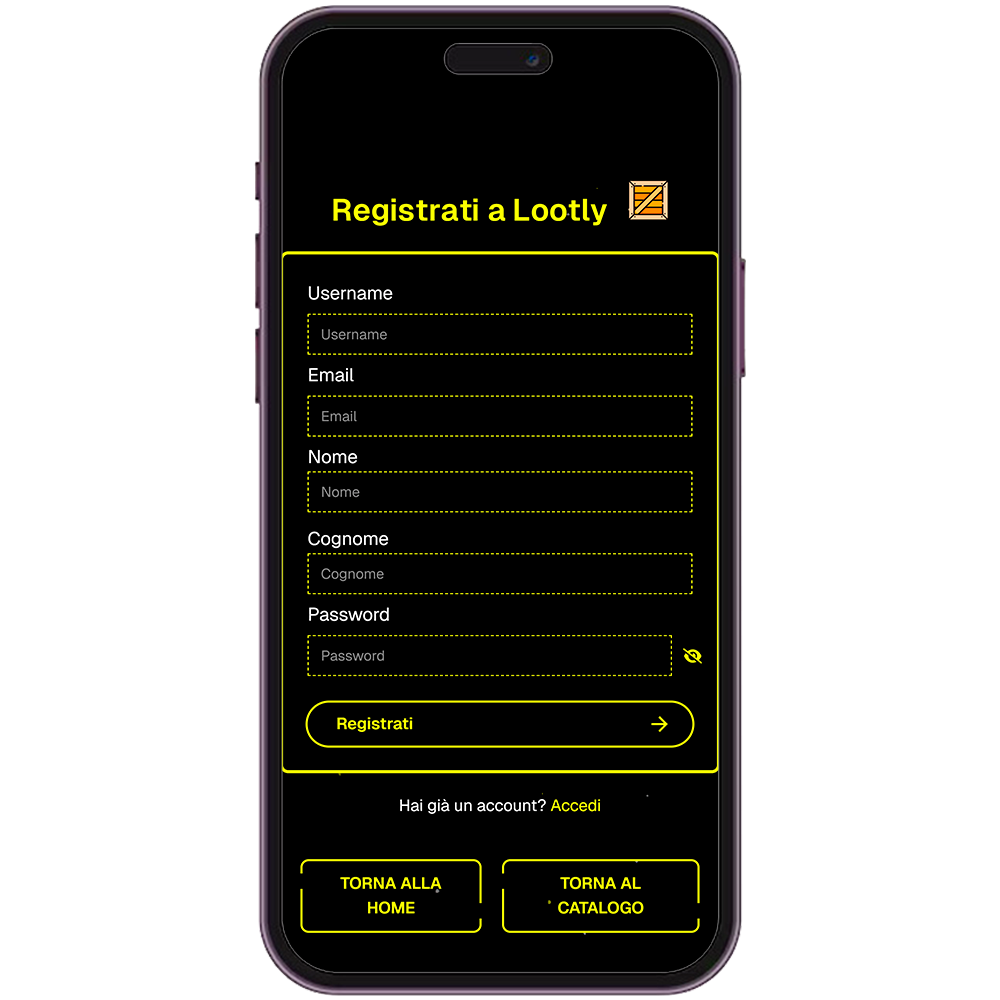 Registrati a Lootly
Username
Username
Email
Email
Nome
Nome
Cognome
Cognome
Password
Password
Registrati
Hai già un account? Accedi
TORNA ALLA
HOME
TORNA AL
CATALOGO